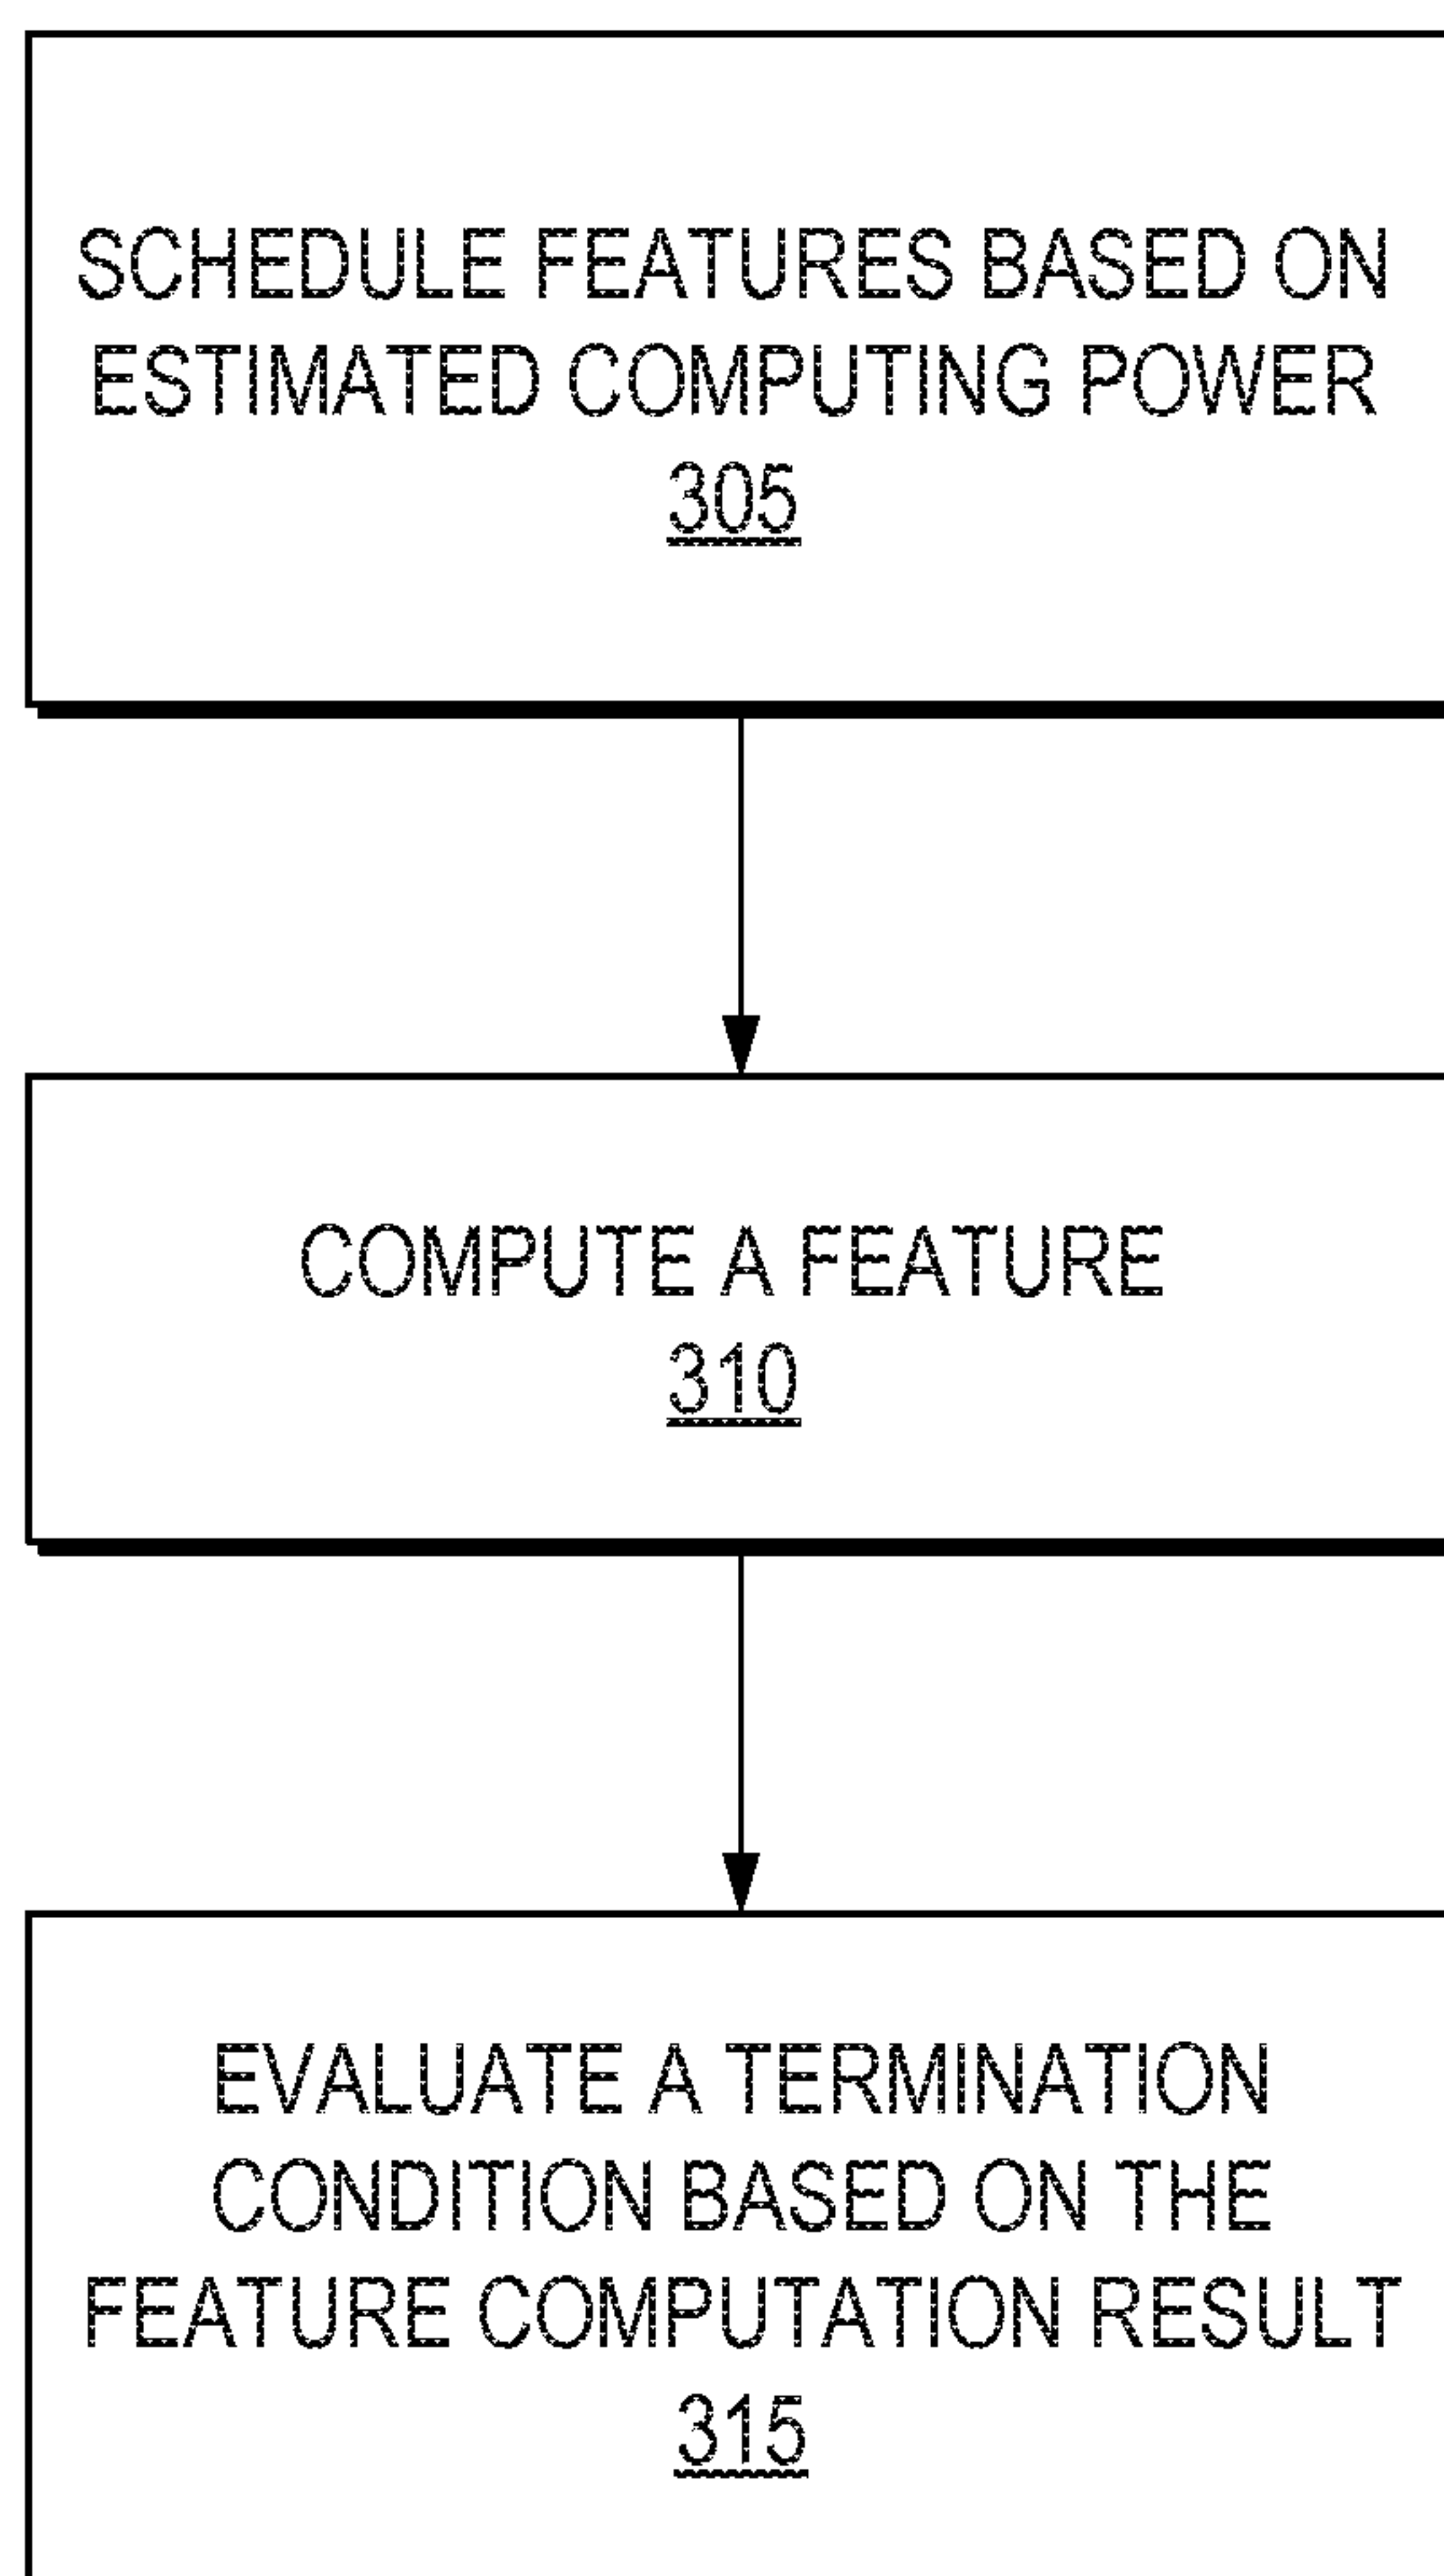 SCHEDULE FEATURES BASED ON
ESTIMATED COMPUTING POWER
305
COMPUTE A FEATURE
310
EVALUATE A TERMINATION
CONDITION BASED ON THE
FEATURE COMPUTATION RESULT
315